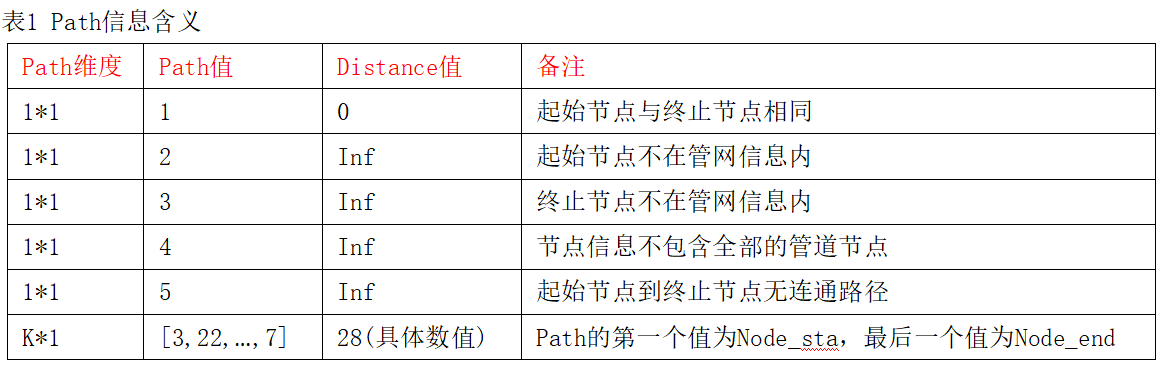 表1 Path信息含义
Path维度 Path值 Distance值 备注
1*1 1 0 起始节点与终止节点相同
1*1 2 Inf 起始节点不在管网信息内
1*1 3 Inf 终止节点不在管网信息内
1*1 4 Inf 节点信息不包含全部的管道节点
1*1 5 Inf 起始节点到终止节点无连通路径
K*1 [3,22,…,7] 28(具体数值) Path的第一个值为Node_sta，最后一个值为Node_end